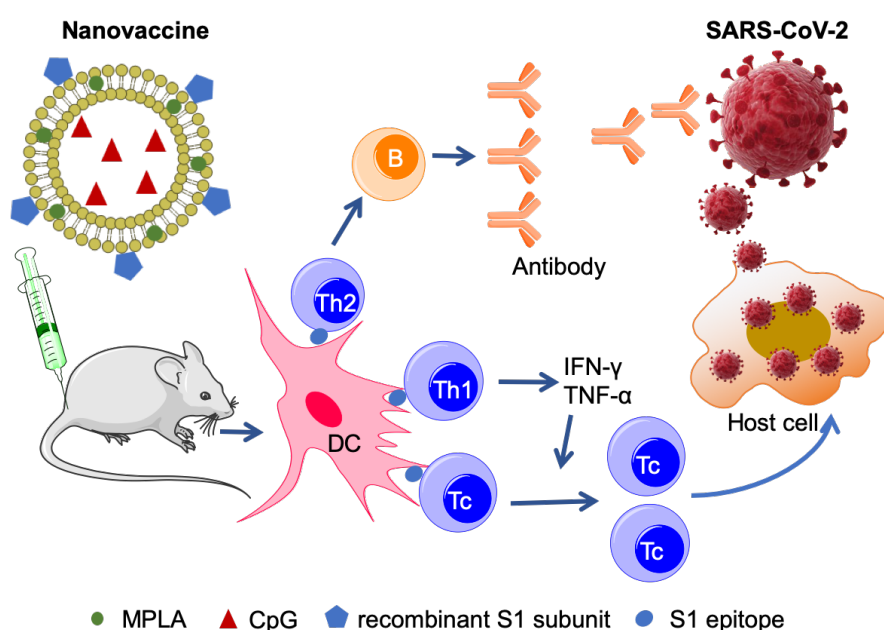 Nanovaccine
SARS-CoV-2
B
Antibody
Th2
Th1
IFN-γ
TNF-α
DC
Host cell
Tc
Tc
Tc
MPLA
CpG
recombinant S1 subunit
S1 epitope